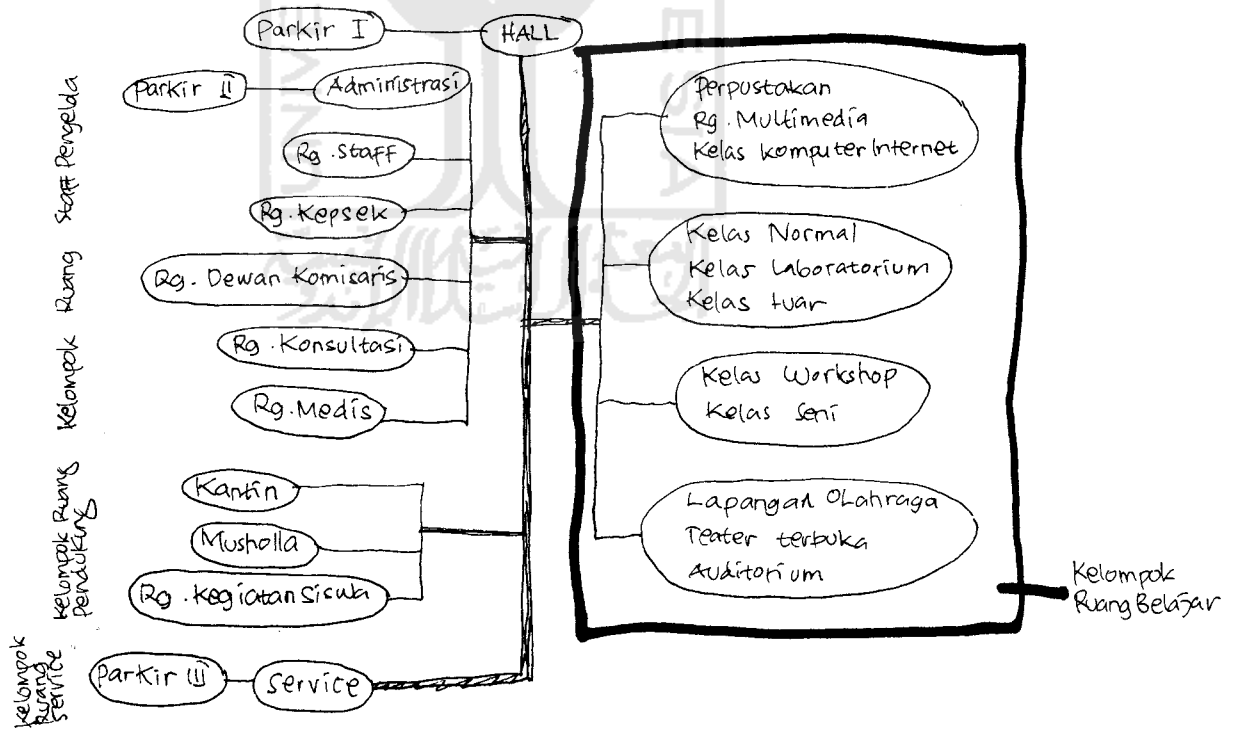 Parkir I
HALL
Parkir II
Administrasi
Rg. Staff
Rg. Kepsek
Rg. Dewan Komisaris
Rg. Konsultasi
Rg. Medis
Kelompok Ruang Staff Pengelola
Kantin
Musholla
Rg. Kegiatan Siswa
Kelompok Ruang
Pendukung
Parkir III
Service
Kelompok
Ruang
Service
Perpustakan
Rg. Multimedia
Kelas Komputer Internet
Kelas Normal
Kelas Laboratorium
Kelas Luar
Kelas Workshop
Kelas Seni
Lapangan Olahraga
Teater terbuka
Auditorium
Kelompok
Ruang Belajar